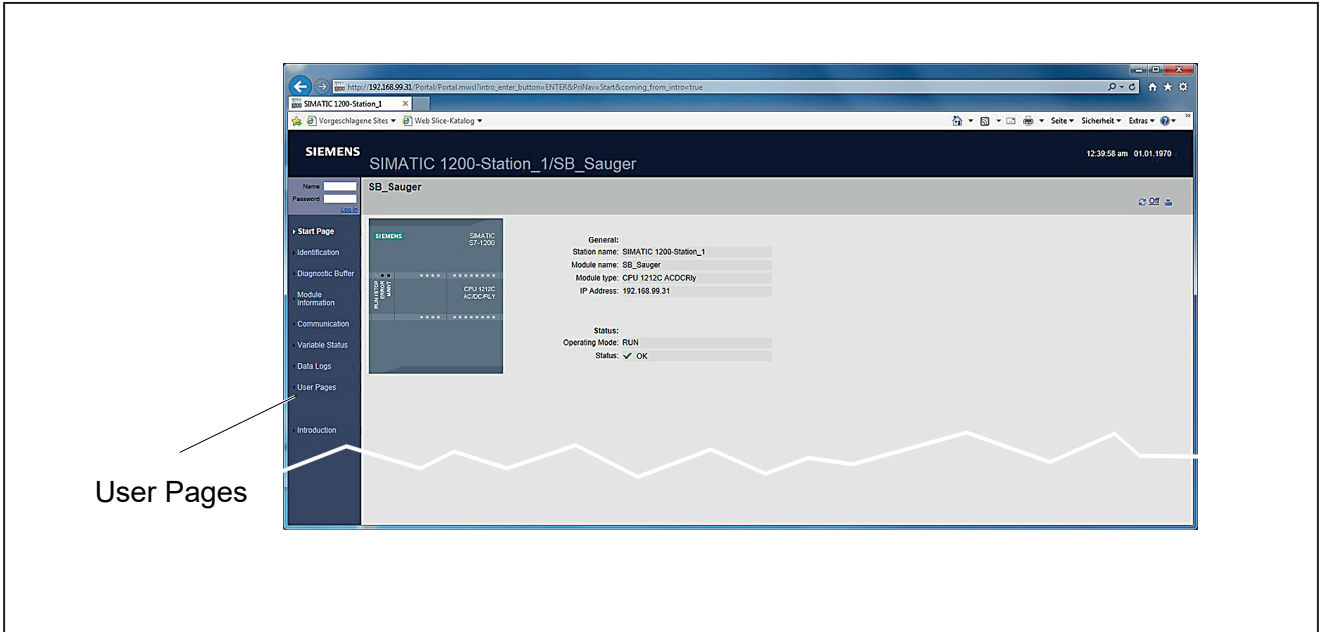 http://192.168.99.31/Portal/Portal.mwsl?intro_enter_button=ENTER&PriNav=Start&coming_from_intro=true
SIMATIC 1200-Station_1
Vorgeschlagene Sites Web Slice-Katalog Seite Sicherheit Extras
SIEMENS
SIMATIC 1200-Station_1/SB_Sauger
12:39:58 am 01.01.1970
Name
Password
Log in
SB_Sauger
Off
Start Page
Identification
Diagnostic Buffer
Module
Information
Communication
Variable Status
Data Logs
User Pages
Introduction
SIEMENS
SIMATIC
S7-1200
RUN / STOP
ERROR
MAINT
CPU 1212C
AC/DC/RLY
General:
Station name: SIMATIC 1200-Station_1
Module name: SB_Sauger
Module type: CPU 1212C ACDCRly
IP Address: 192.168.99.31
Status:
Operating Mode: RUN
Status: OK
User Pages